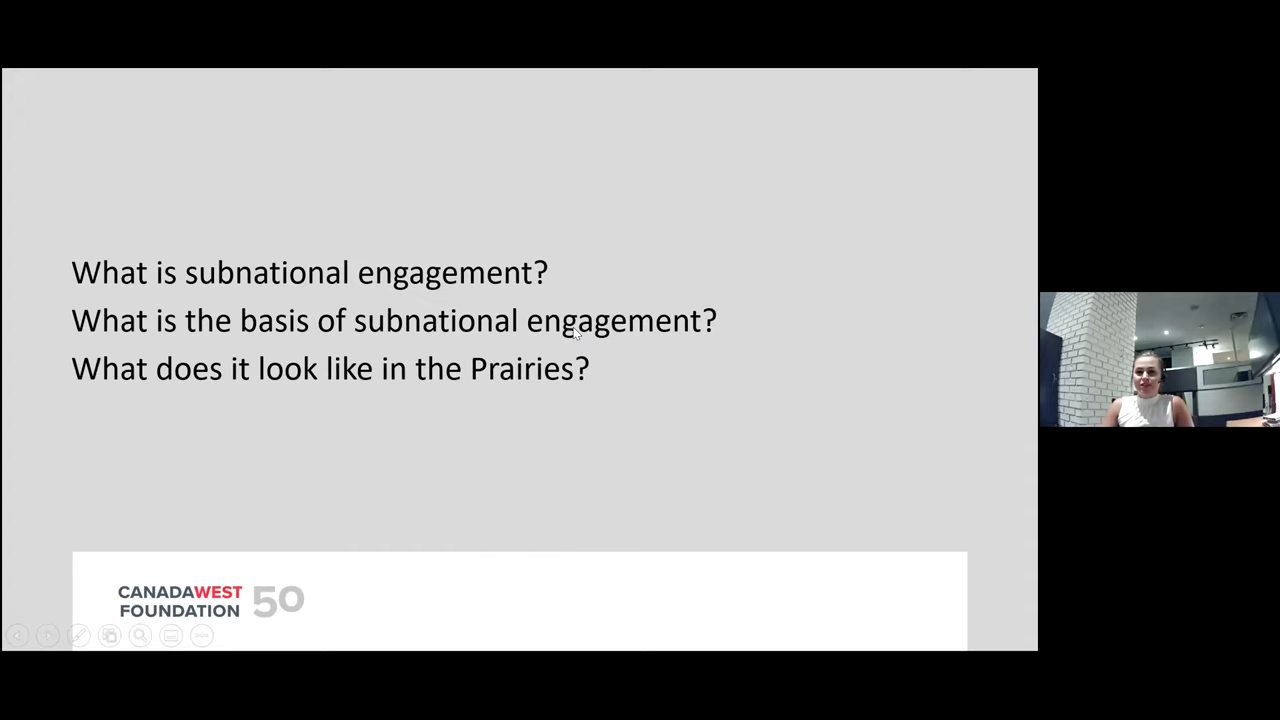 What is subnational engagement?
What is the basis of subnational engagement?
What does it look like in the Prairies?
CANADAWEST
FOUNDATION 50